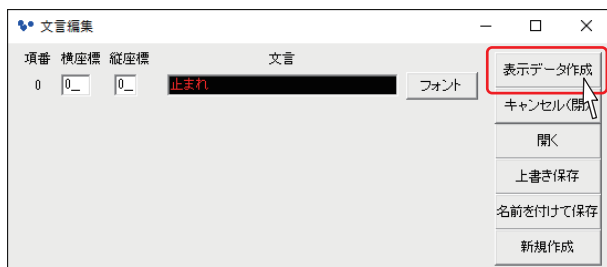 文言編集
項番 横座標 縦座標 文言
0 0_ 0_ 止まれ フォント
表示データ作成
キャンセル(閉
開く
上書き保存
名前を付けて保存
新規作成